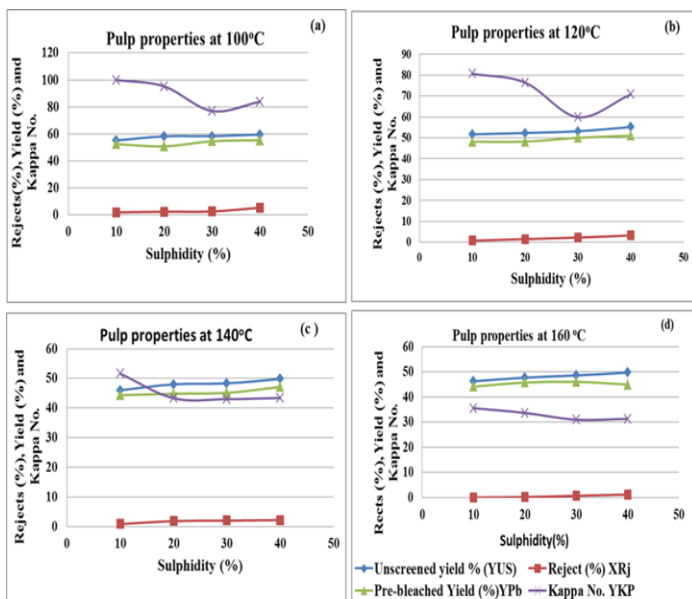 (a)
Pulp properties at 100°C
Rejects(%), Yield (%) and
Kappa No.
120
100
80
60
40
20
0
0 10 20 30 40 50
Sulphidity (%)
(b)
Pulp properties at 120°C
Rejects (%), Yield (%) and
Kappa No.
90
80
70
60
50
40
30
20
10
0
0 10 20 30 40 50
Sulphidity (%)
(c )
Pulp properties at 140°C
Rejects (%), Yield (%) and
Kappa No.
60
50
40
30
20
10
0
0 10 20 30 40 50
Sulphidity (%)
(d)
Pulp properties at 160 °C
Rects (%), Yield (%) and
Kappa No.
60
50
40
30
20
10
0
0 10 20 30 40 50
Sulphidity(%)
Unscreened yield % (YUS) Reject (%) XRj
Pre-bleached Yield (%)YPb Kappa No. YKP